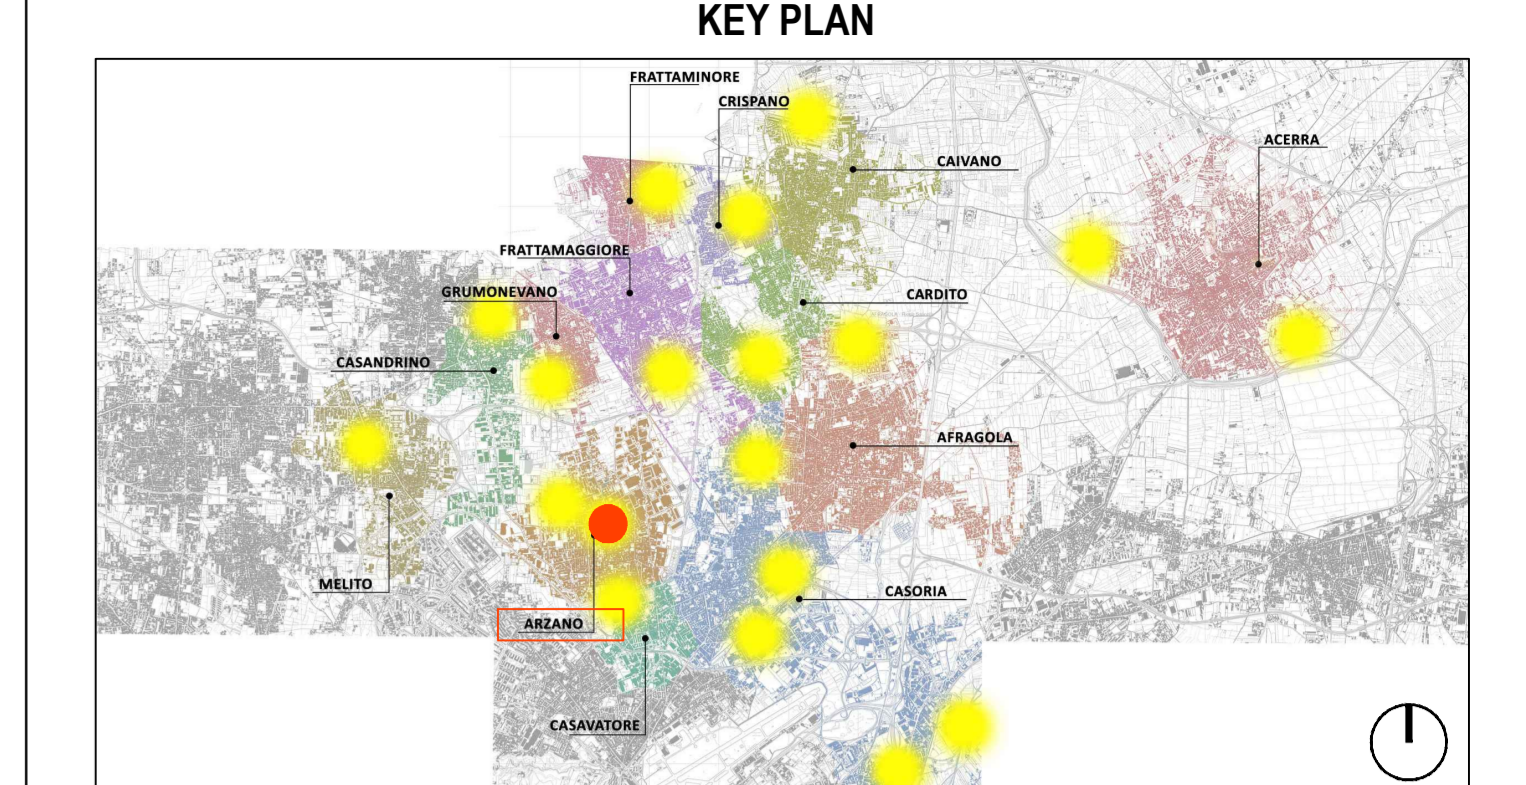 KEY PLAN
FRATTAMINORE
CRISPANO
ACERRA
CAIVANO
FRATTAMAGGIORE
GRUMONEVANO
CARDITO
CASANDRINO
AFRAGOLA
MELITO
CASORIA
ARZANO
CASAVATORE